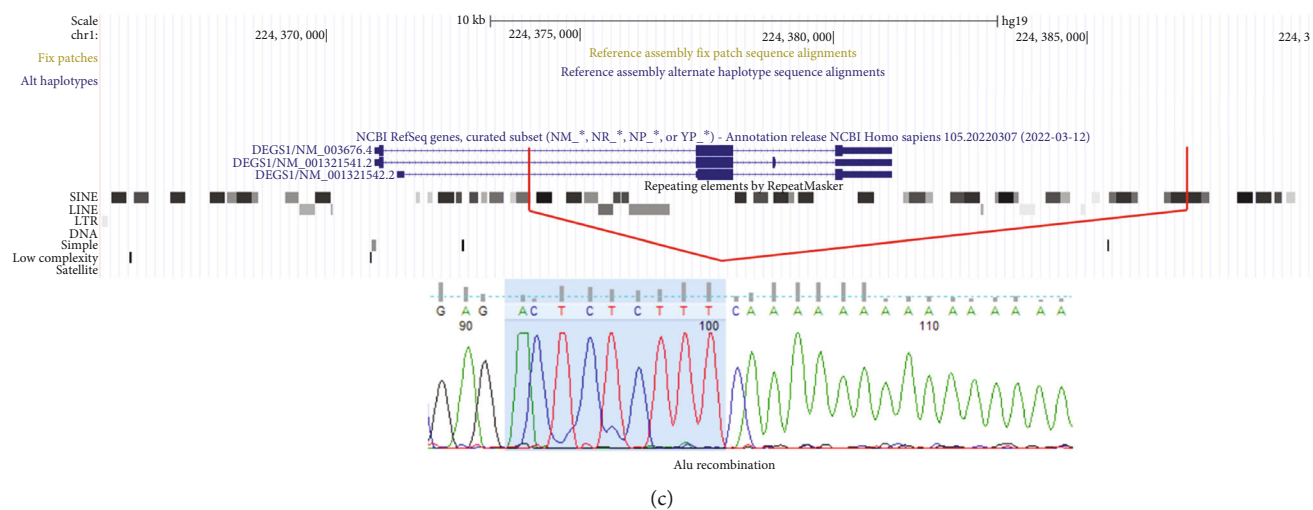 Scale 10 kb hg19
chr1: 224,370,000 224,375,000 224,380,000 224,385,000 224,3
Fix patches Reference assembly fix patch sequence alignments
Alt haplotypes Reference assembly alternate haplotype sequence alignments
NCBI RefSeq genes, curated subset (NM_*, NR_*, NP_*, or YP_*) - Annotation release NCBI Homo sapiens 105.20220307 (2022-03-12)
DEGS1/NM_003676.4
DEGS1/NM_001321541.2
DEGS1/NM_001321542.2
Repeating elements by RepeatMasker
SINE
LINE
LTR
DNA
Simple
Low complexity
Satellite
G A G A C T C T C T T T C A A A A A A A A A A A A A A
90 100 110
Alu recombination
(c)